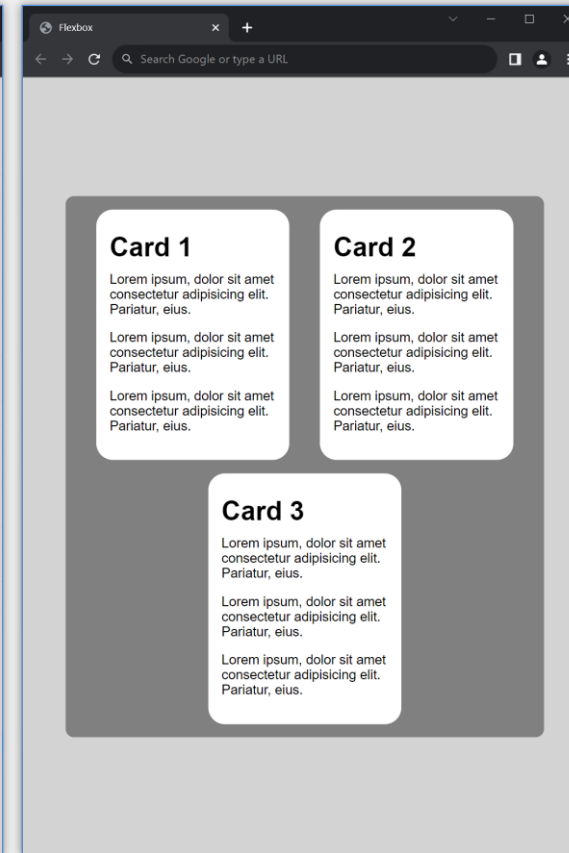 Flexbox
Search Google or type a URL
Card 1
Lorem ipsum, dolor sit amet
consectetur adipisicing elit.
Pariatur, eius.
Lorem ipsum, dolor sit amet
consectetur adipisicing elit.
Pariatur, eius.
Lorem ipsum, dolor sit amet
consectetur adipisicing elit.
Pariatur, eius.
Card 2
Lorem ipsum, dolor sit amet
consectetur adipisicing elit.
Pariatur, eius.
Lorem ipsum, dolor sit amet
consectetur adipisicing elit.
Pariatur, eius.
Lorem ipsum, dolor sit amet
consectetur adipisicing elit.
Pariatur, eius.
Card 3
Lorem ipsum, dolor sit amet
consectetur adipisicing elit.
Pariatur, eius.
Lorem ipsum, dolor sit amet
consectetur adipisicing elit.
Pariatur, eius.
Lorem ipsum, dolor sit amet
consectetur adipisicing elit.
Pariatur, eius.